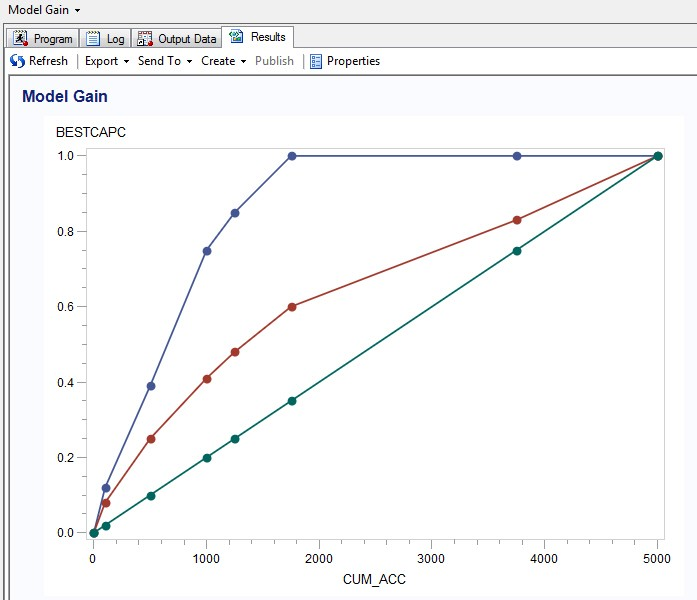 Model Gain
Program Log Output Data Results
Refresh Export Send To Create Publish Properties
Model Gain
BESTCAPC
1.0
0.8
0.6
0.4
0.2
0.0
0 1000 2000 3000 4000 5000
CUM_ACC